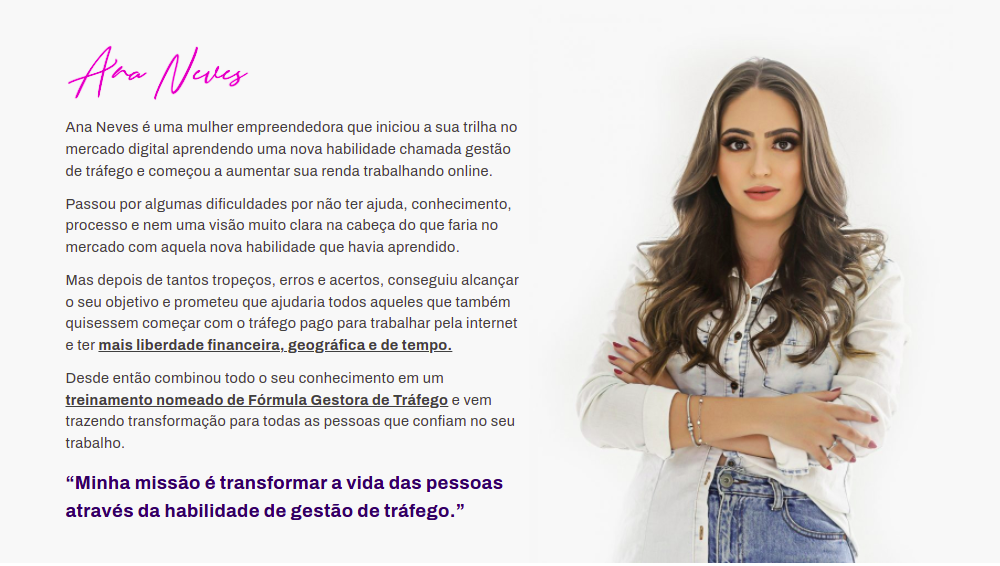 Ana Neves
Ana Neves é uma mulher empreendedora que iniciou a sua trilha no
mercado digital aprendendo uma nova habilidade chamada gestão
de tráfego e começou a aumentar sua renda trabalhando online.
Passou por algumas dificuldades por não ter ajuda, conhecimento,
processo e nem uma visão muito clara na cabeça do que faria no
mercado com aquela nova habilidade que havia aprendido.
Mas depois de tantos tropeços, erros e acertos, conseguiu alcançar
o seu objetivo e prometeu que ajudaria todos aqueles que também
quisessem começar com o tráfego pago para trabalhar pela internet
e ter mais liberdade financeira, geográfica e de tempo.
Desde então combinou todo o seu conhecimento em um
treinamento nomeado de Fórmula Gestora de Tráfego e vem
trazendo transformação para todas as pessoas que confiam no seu
trabalho.
“Minha missão é transformar a vida das pessoas
através da habilidade de gestão de tráfego.”